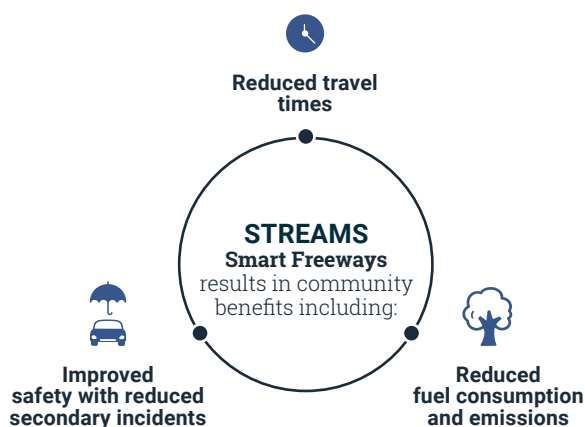 Reduced travel
times
STREAMS
Smart Freeways
results in community
benefits including:
Improved
safety with reduced
secondary incidents
Reduced
fuel consumption
and emissions